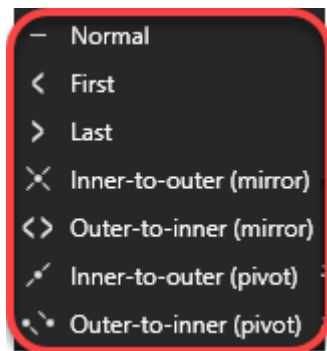 Normal
First
Last
Inner-to-outer (mirror)
Outer-to-inner (mirror)
Inner-to-outer (pivot)
Outer-to-inner (pivot)